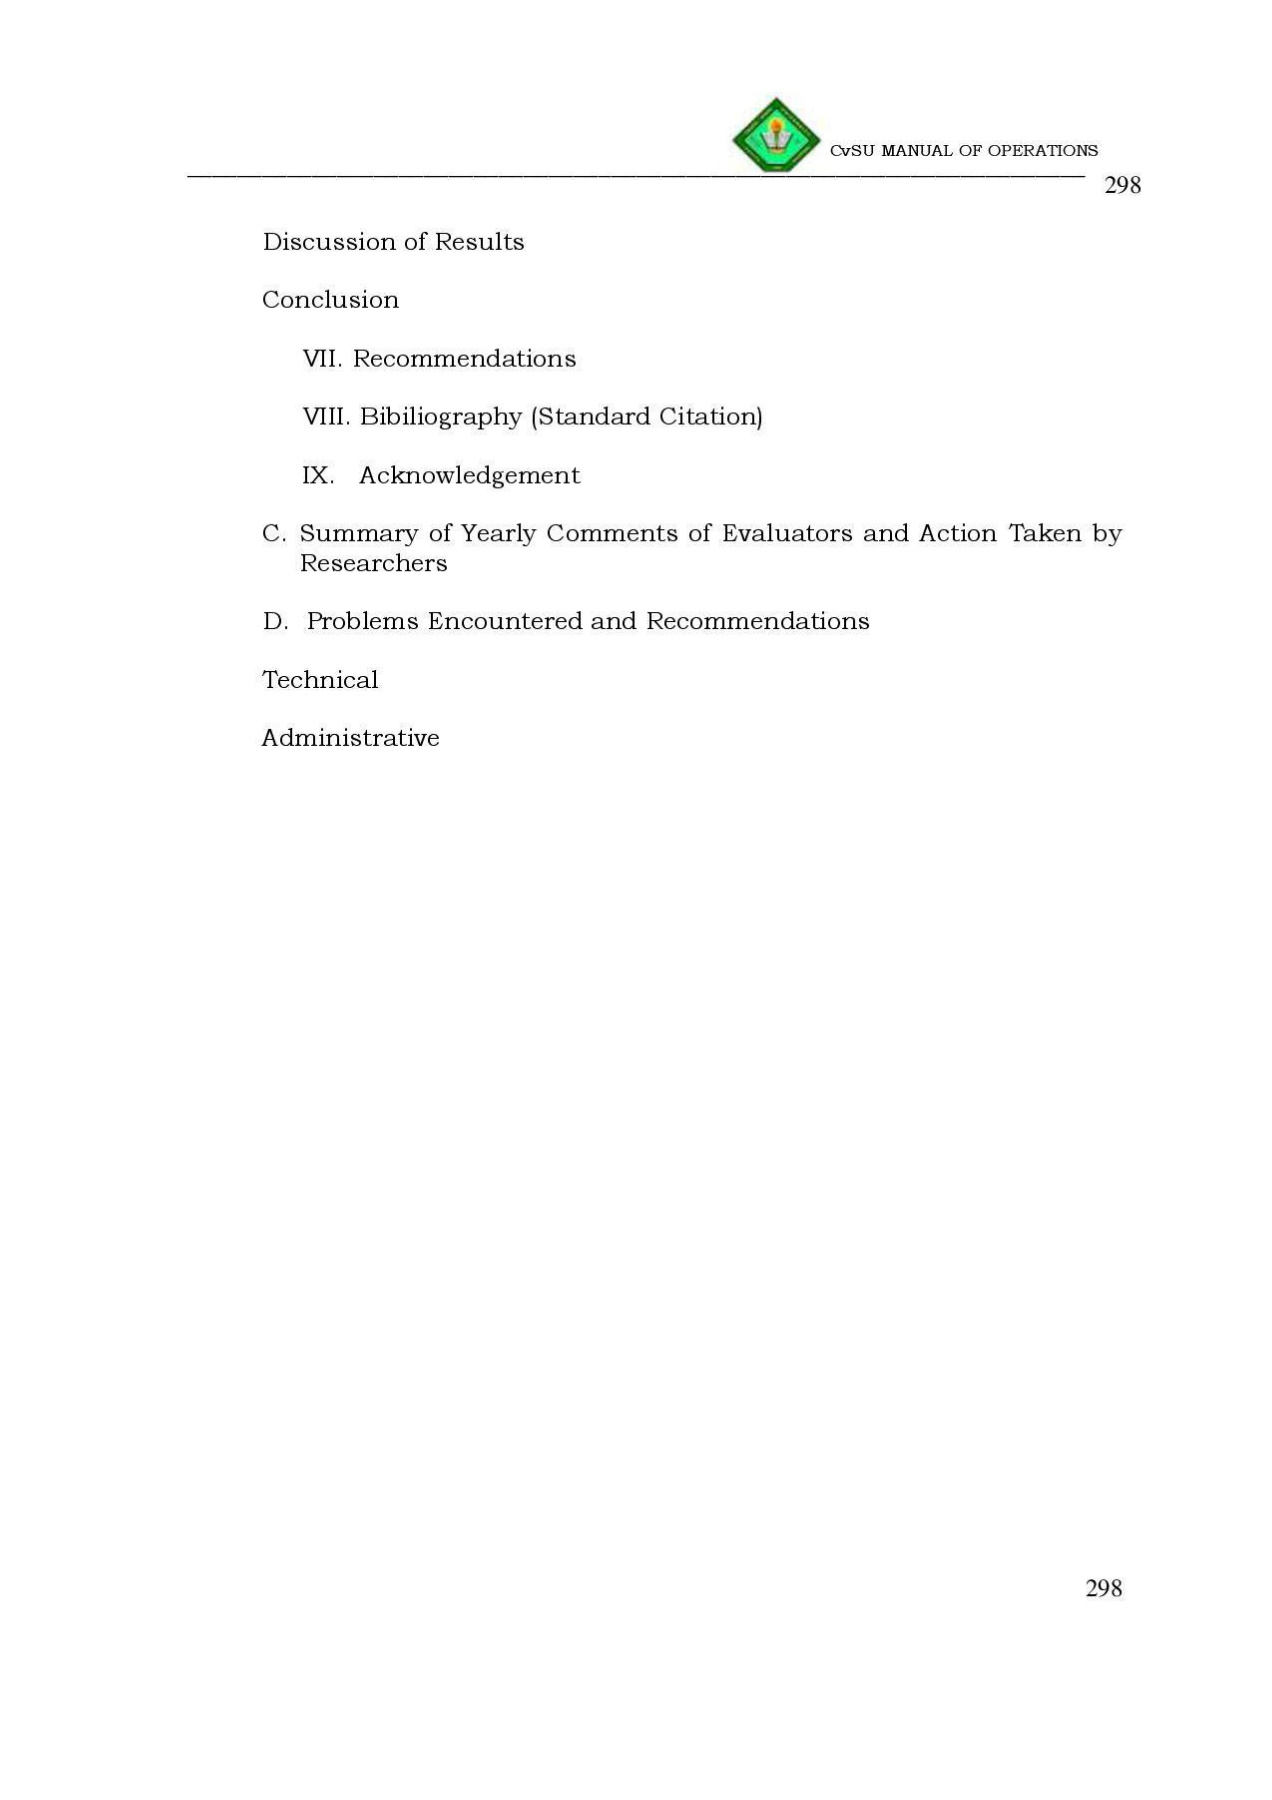 CvSU MANUAL OF OPERATIONS
298
Discussion of Results
Conclusion
VII. Recommendations
VIII. Bibiliography (Standard Citation)
IX. Acknowledgement
C. Summary of Yearly Comments of Evaluators and Action Taken by
Researchers
D. Problems Encountered and Recommendations
Technical
Administrative
298